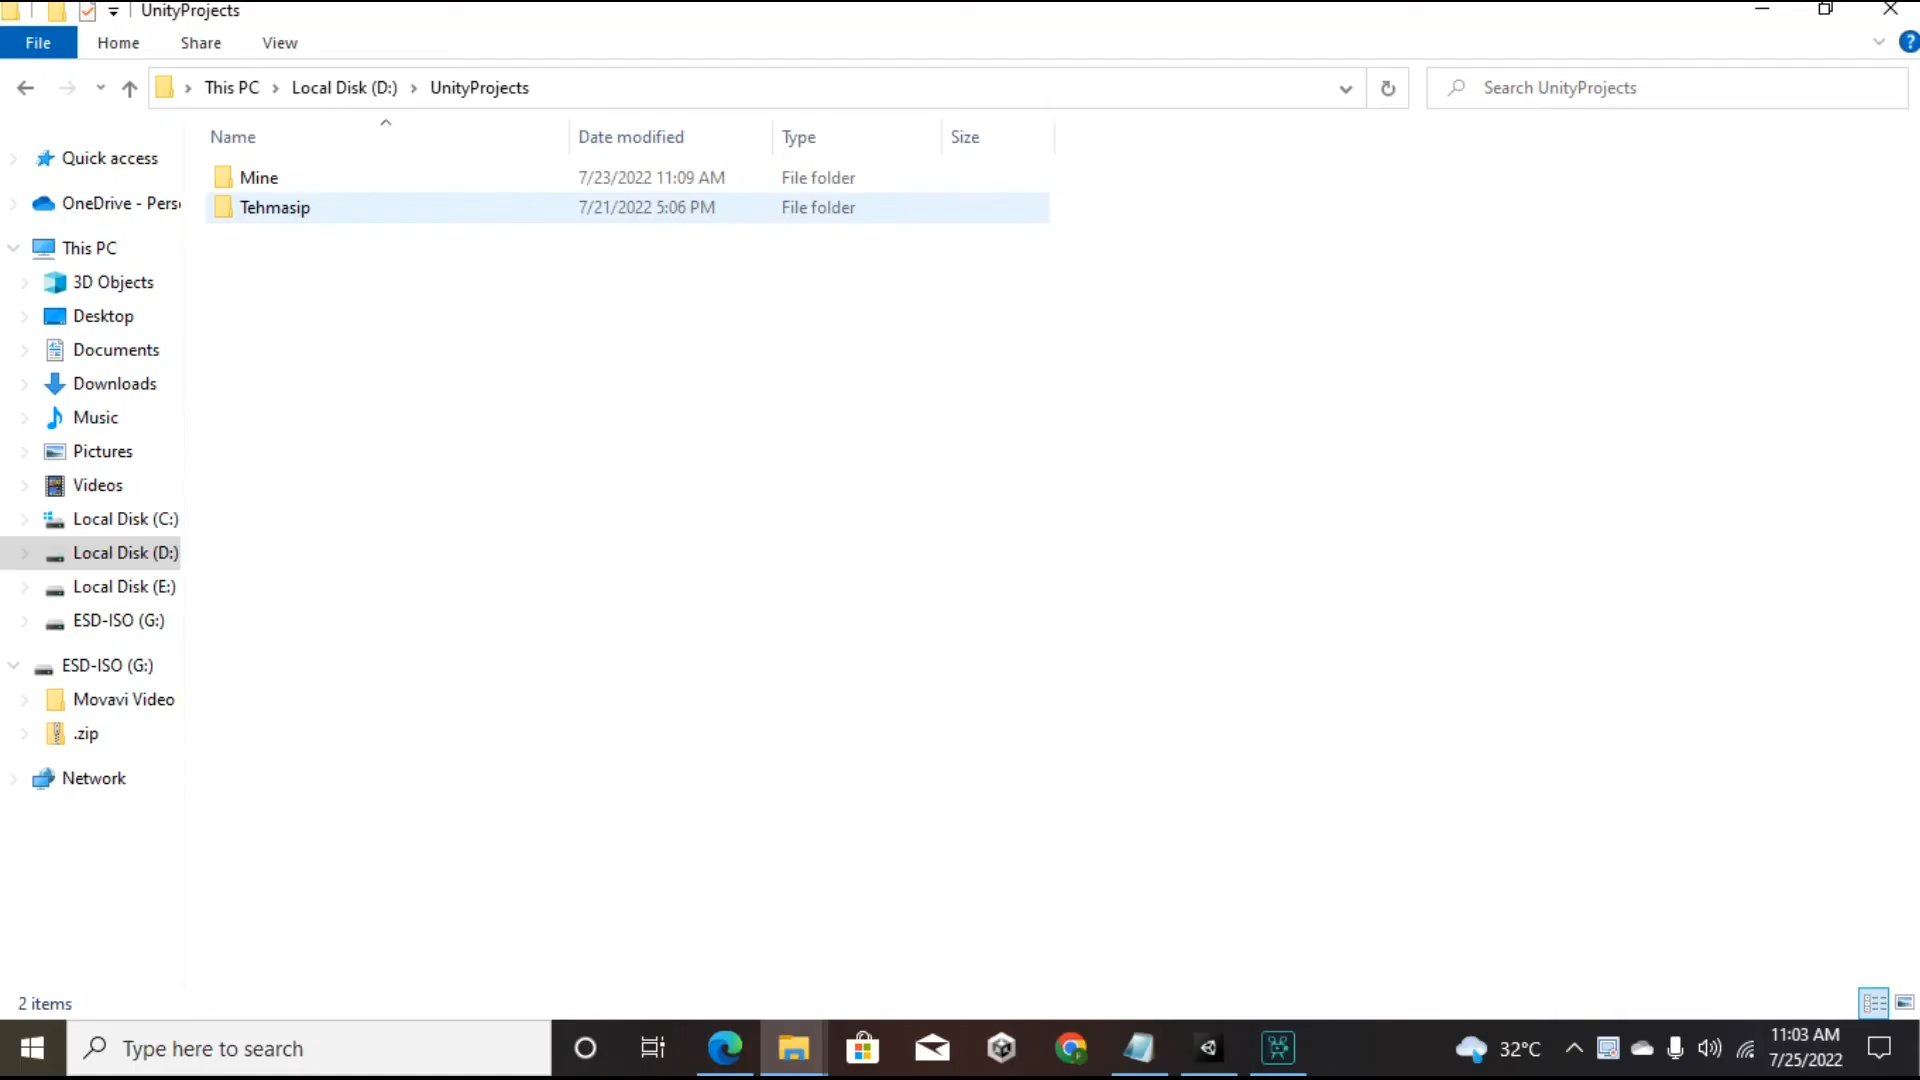 UnityProjects
File Home Share View
This PC Local Disk (D:) UnityProjects Search UnityProjects
Name Date modified Type Size
Mine 7/23/2022 11:09 AM File folder
Tehmasip 7/21/2022 5:06 PM File folder
Quick access
OneDrive - Pers
This PC
3D Objects
Desktop
Documents
Downloads
Music
Pictures
Videos
Local Disk (C:)
Local Disk (D:)
Local Disk (E:)
ESD-ISO (G:)
ESD-ISO (G:)
Movavi Video
.zip
Network
2 items
Type here to search
32°C
11:03 AM
7/25/2022